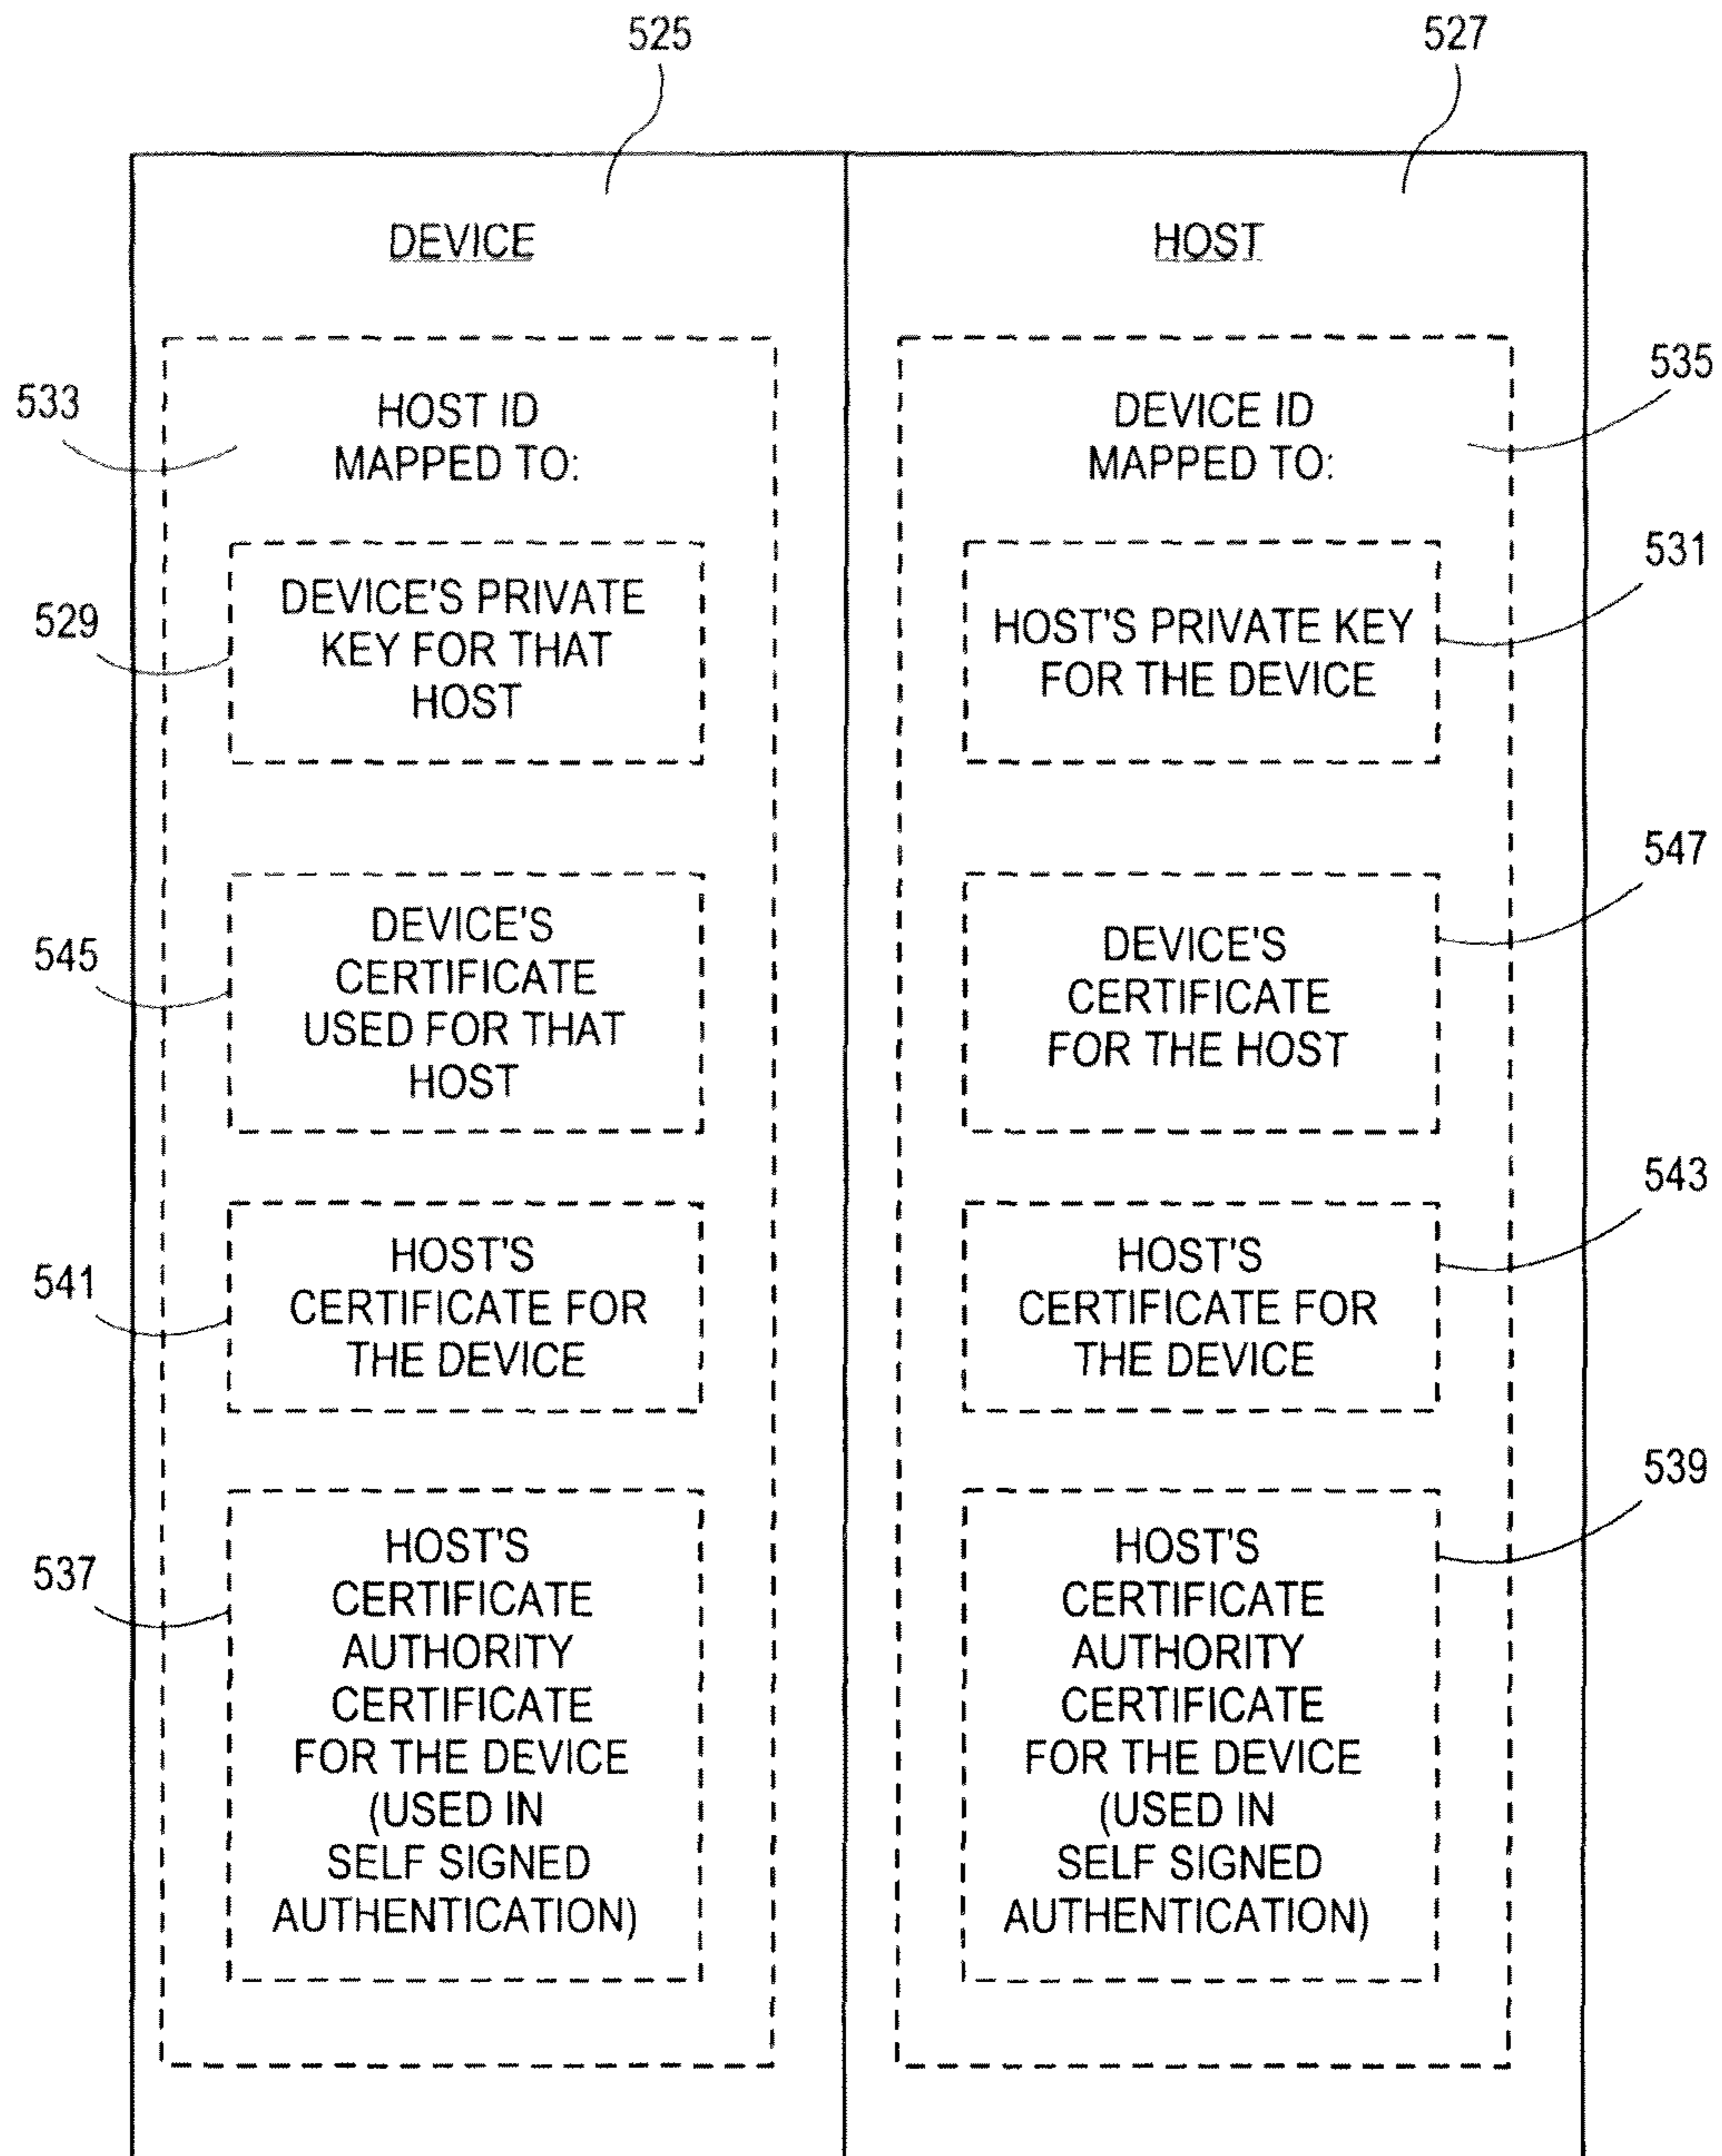 525
527
DEVICE
HOST
533
HOST ID
MAPPED TO:
529
DEVICE'S PRIVATE
KEY FOR THAT
HOST
545
DEVICE'S
CERTIFICATE
USED FOR THAT
HOST
541
HOST'S
CERTIFICATE FOR
THE DEVICE
537
HOST'S
CERTIFICATE
AUTHORITY
CERTIFICATE
FOR THE DEVICE
(USED IN
SELF SIGNED
AUTHENTICATION)
535
DEVICE ID
MAPPED TO:
531
HOST'S PRIVATE KEY
FOR THE DEVICE
547
DEVICE'S
CERTIFICATE
FOR THE HOST
543
HOST'S
CERTIFICATE FOR
THE DEVICE
539
HOST'S
CERTIFICATE
AUTHORITY
CERTIFICATE
FOR THE DEVICE
(USED IN
SELF SIGNED
AUTHENTICATION)